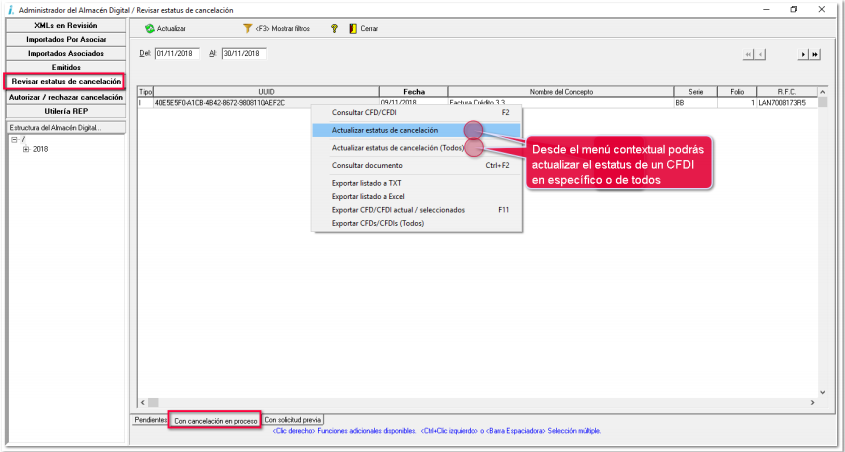 Administrador del Almacén Digital / Revisar estatus de cancelación
XMLs en Revisión
Importados Por Asociar
Importados Asociados
Emitidos
Revisar estatus de cancelación
Autorizar / rechazar cancelación
Utilería REP
Estructura del Almacén Digital...
/
2018
Actualizar
<F3> Mostrar filtros
Cerrar
Del: 01/11/2018 Al: 30/11/2018
Tipo UUID Fecha Nombre del Concepto Serie Folio R.F.C.
I 40E5E5F0-A1CB-4B42-8672-9808110AEF2C 09/11/2018 Factura Crédito 3.3 BB 1 LAN7008173R5
Consultar CFD/CFDI F2
Actualizar estatus de cancelación
Actualizar estatus de cancelación (Todos)
Consultar documento Ctrl+F2
Exportar listado a TXT
Exportar listado a Excel
Exportar CFD/CFDI actual / seleccionados F11
Exportar CFDs/CFDIs (Todos)
Desde el menú contextual podrás
actualizar el estatus de un CFDI
en específico o de todos
Pendientes Con cancelación en proceso Con solicitud previa
<Clic derecho> Funciones adicionales disponibles. <Ctrl+Clic izquierdo> o <Barra Espaciadora> Selección múltiple.